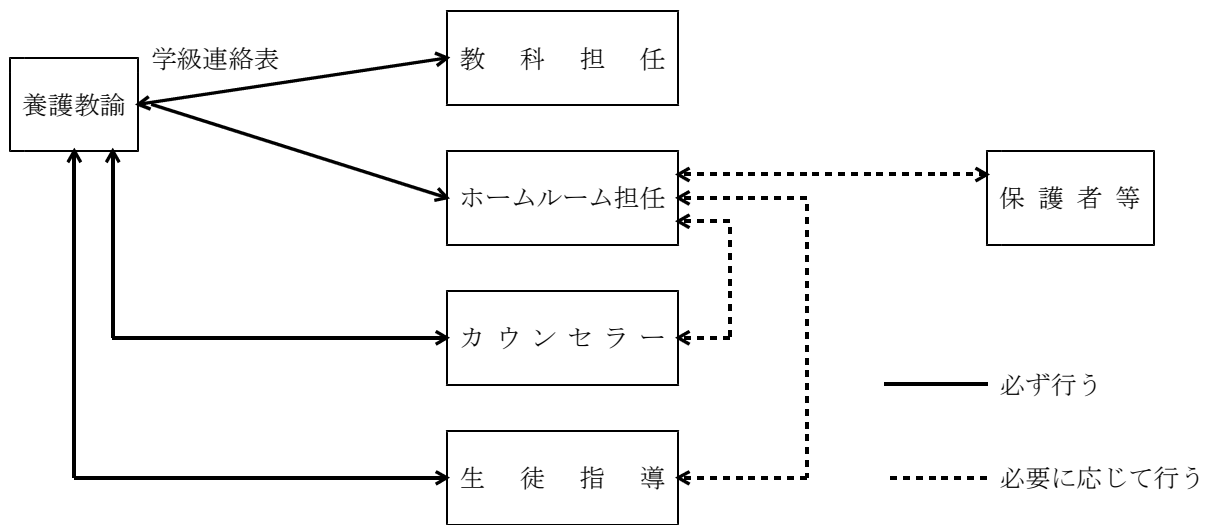 学級連絡表
教科担任
養護教諭
ホームルーム担任
保護者等
カウンセラー
必ず行う
生徒指導
必要に応じて行う